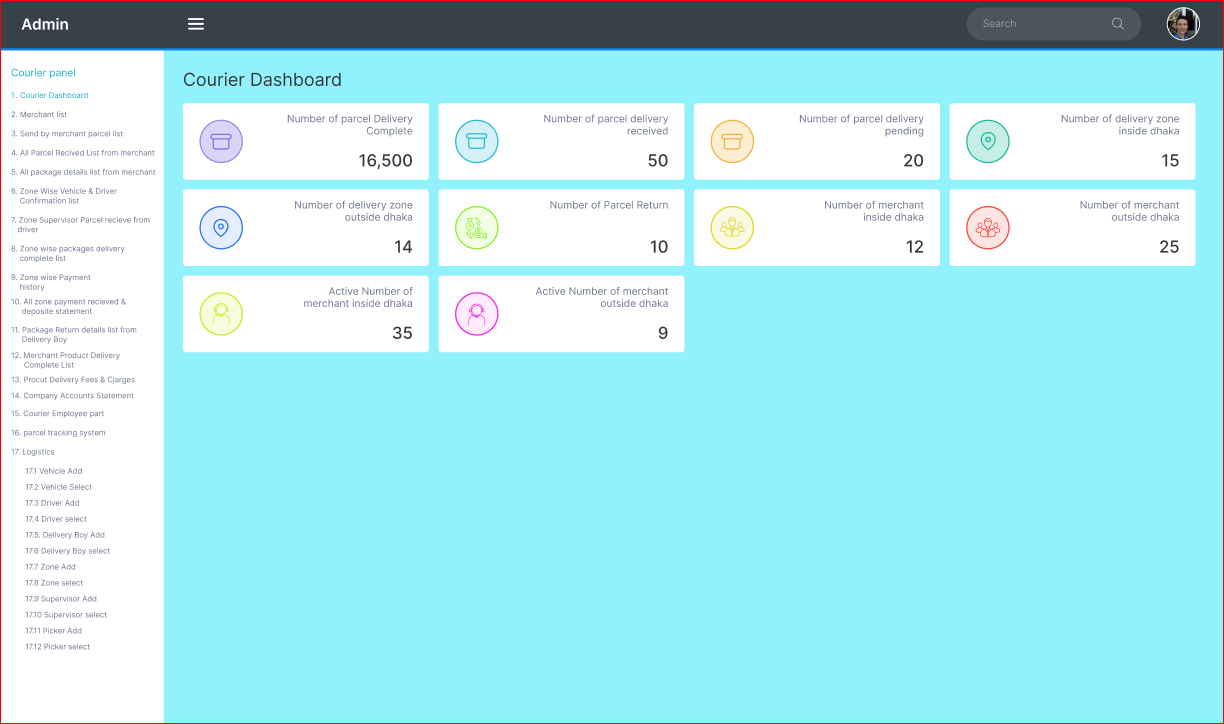 Admin
Search
Courier panel
1. Courier Dashboard
2. Merchant list
3. Send by merchant parcel list
4. All Parcel Recived List from merchant
5. All package details list from merchant
6. Zone Wise Vehicle & Driver
Confirmation list
7. Zone Supervisor Parcel recieve from
driver
8. Zone wise packages delivery
complete list
9. Zone wise Payment
history
10. All zone payment recieved &
deposite statement
11. Package Return details list from
Delivery Boy
12. Merchant Product Delivery
Complete List
13. Procut Delivery Fees & Cjarges
14. Company Accounts Statement
15. Courier Employee part
16. parcel tracking system
17. Logistics
17.1 Vehicle Add
17.2 Vehicle Select
17.3 Driver Add
17.4 Driver select
17.5. Delivery Boy Add
17.6 Delivery Boy select
17.7 Zone Add
17.8 Zone select
17.9 Supervisor Add
17.10 Supervisor select
17.11 Picker Add
17.12 Picker select
Courier Dashboard
Number of parcel Delivery
Complete
16,500
Number of parcel delivery
received
50
Number of parcel delivery
pending
20
Number of delivery zone
inside dhaka
15
Number of delivery zone
outside dhaka
14
Number of Parcel Return
10
Number of merchant
inside dhaka
12
Number of merchant
outside dhaka
25
Active Number of
merchant inside dhaka
35
Active Number of merchant
outside dhaka
9